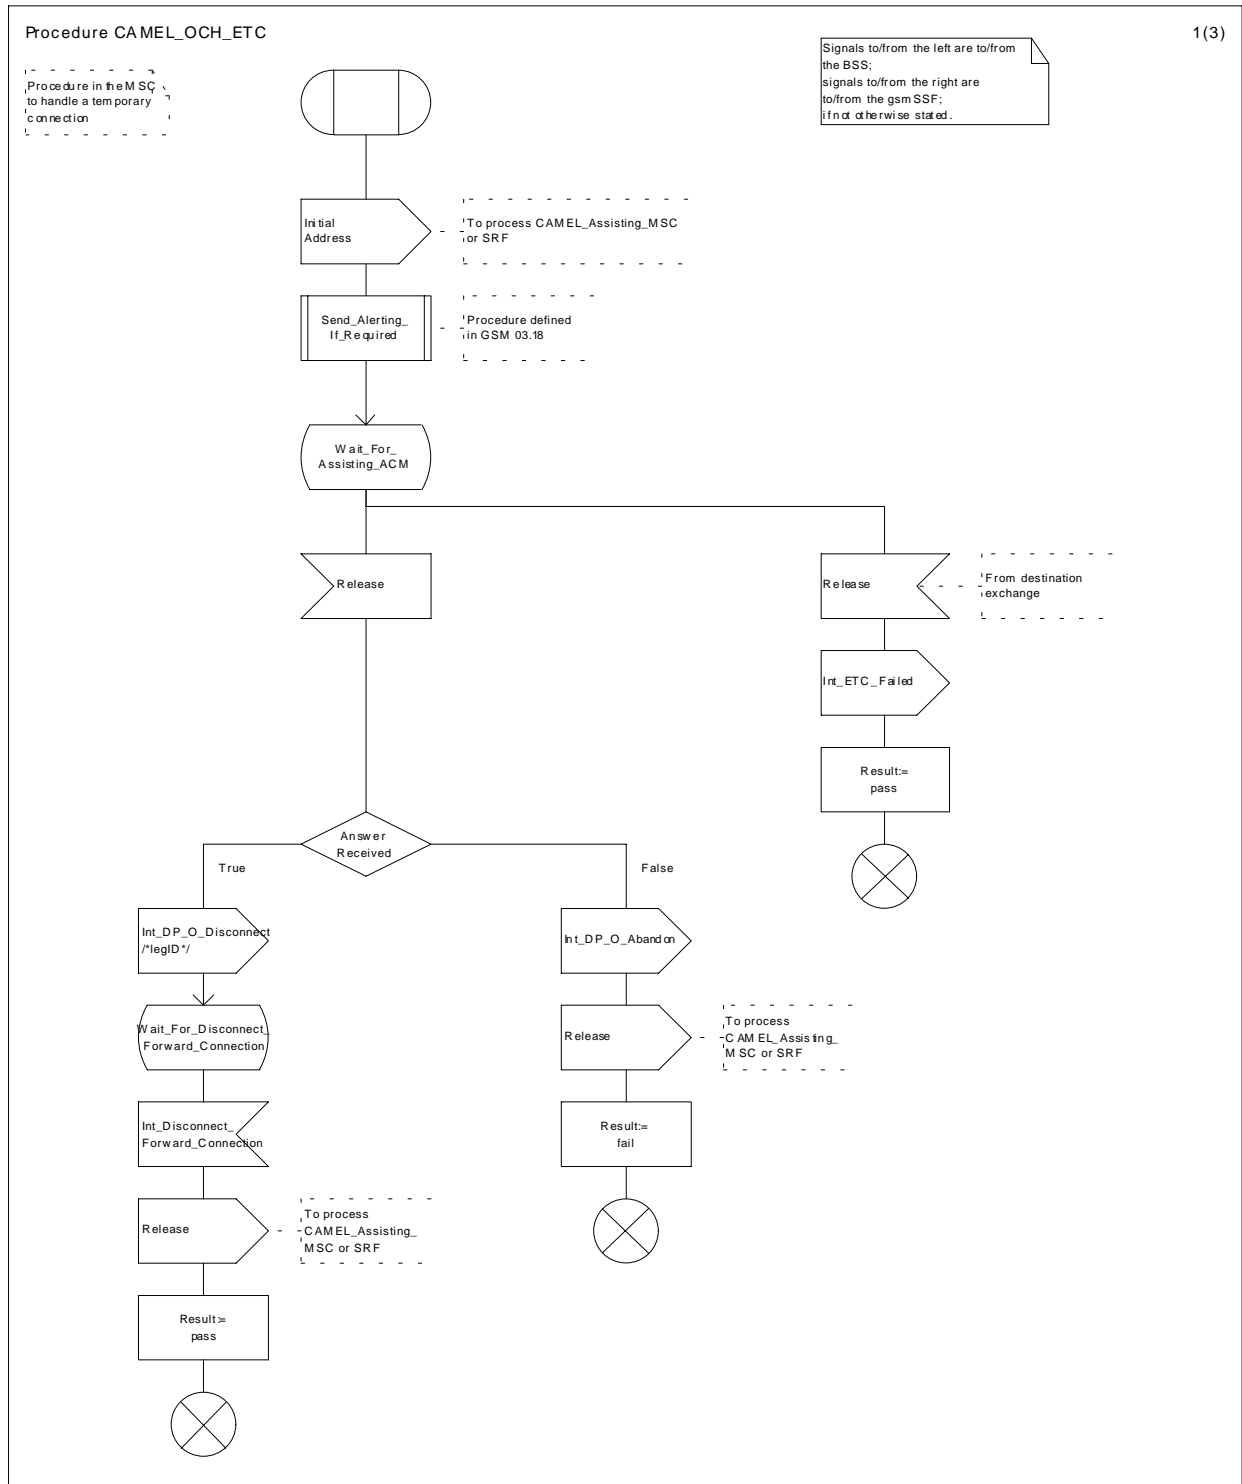 Procedure CAMEL_OCH_ETC
1(3)
Procedure in the MSC
to handle a temporary
connection
Signals to/from the left are to/from
the BSS;
signals to/from the right are
to/from the gsmSSF;
if not otherwise stated.
Initial
Address
To process CAMEL_Assisting_MSC
or SRF
Send_Alerting_
If_Required
Procedure defined
in GSM 03.18
Wait_For_
Assisting_ACM
Release
Release
From destination
exchange
Int_ETC_Failed
Result:=
pass
Answer
Received
True
False
Int_DP_O_Disconnect
/*legID*/
Int_DP_O_Abandon
Wait_For_Disconnect_
Forward_Connection
Release
To process
CAMEL_Assisting_
MSC or SRF
Int_Disconnect_
Forward_Connection
Result:=
fail
Release
To process
CAMEL_Assisting_
MSC or SRF
Result:=
pass